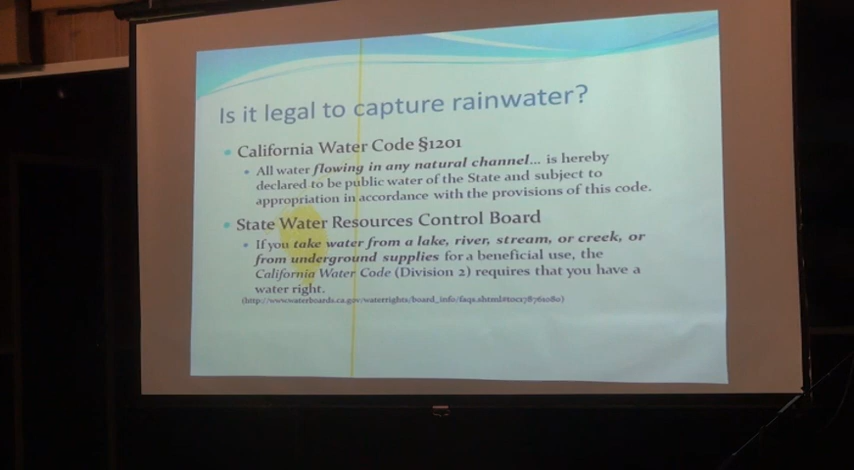 Is it legal to capture rainwater?
California Water Code §1201
All water flowing in any natural channel... is hereby
declared to be public water of the State and subject to
appropriation in accordance with the provisions of this code.
State Water Resources Control Board
If you take water from a lake, river, stream, or creek, or
from underground supplies for a beneficial use, the
California Water Code (Division 2) requires that you have a
water right.